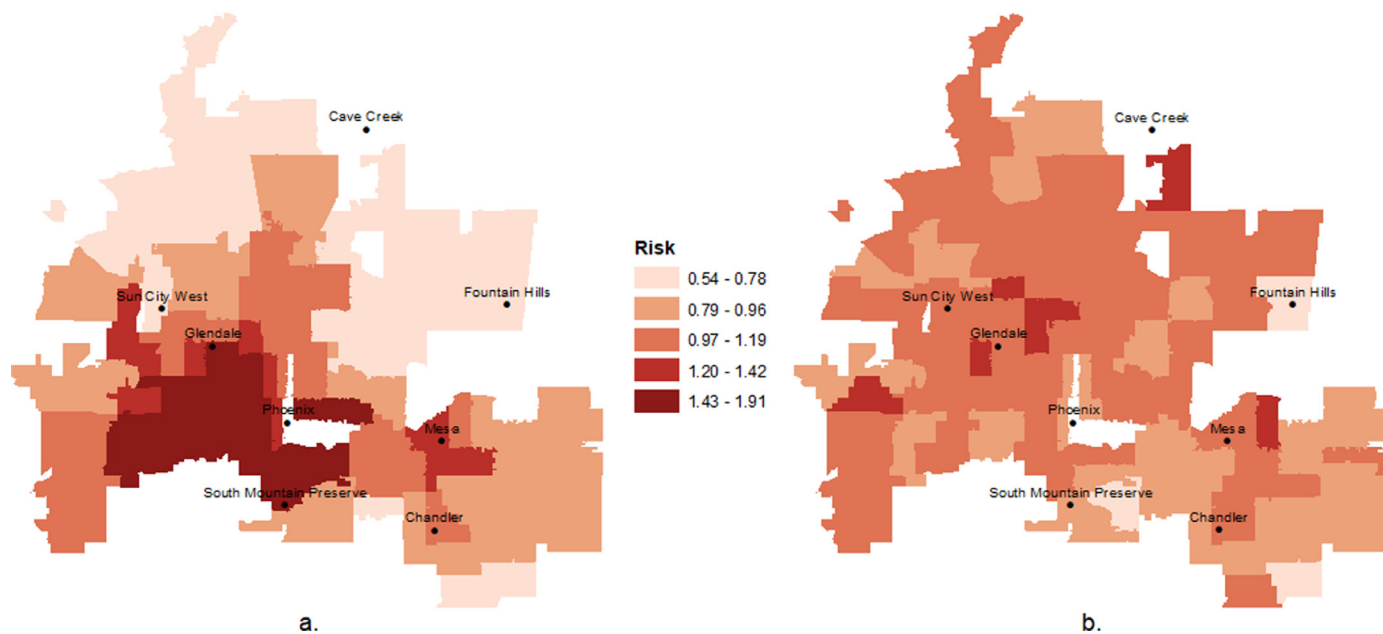 Cave Creek
Sun City West
Fountain Hills
Glendale
Phoenix
Mesa
South Mountain Preserve
Chandler
a.
Risk
0.54 - 0.78
0.79 - 0.96
0.97 - 1.19
1.20 - 1.42
1.43 - 1.91
Cave Creek
Sun City West
Fountain Hills
Glendale
Phoenix
Mesa
South Mountain Preserve
Chandler
b.